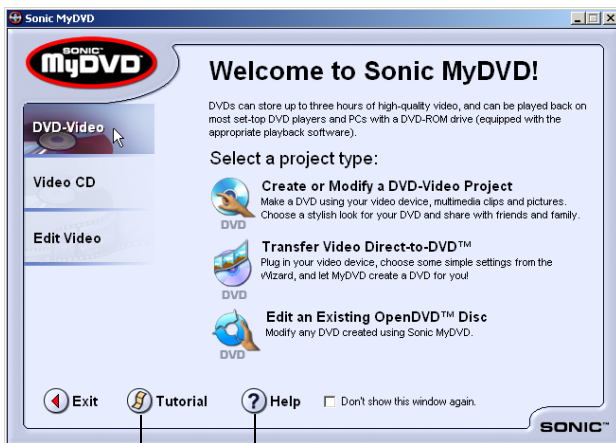 Sonic MyDVD
SONIC™
MyDVD™
Welcome to Sonic MyDVD!
DVDs can store up to three hours of high-quality video, and can be played back on
most set-top DVD players and PCs with a DVD-ROM drive (equipped with the
appropriate playback software).
Select a project type:
DVD-Video
Video CD
Edit Video
Create or Modify a DVD-Video Project
Make a DVD using your video device, multimedia clips and pictures.
Choose a stylish look for your DVD and share with friends and family.
DVD
Transfer Video Direct-to-DVD™
Plug in your video device, choose some simple settings from the
Wizard, and let MyDVD create a DVD for you!
DVD
Edit an Existing OpenDVD™ Disc
Modify any DVD created using Sonic MyDVD.
DVD
Exit
Tutorial
? Help
Don't show this window again.
SONIC™